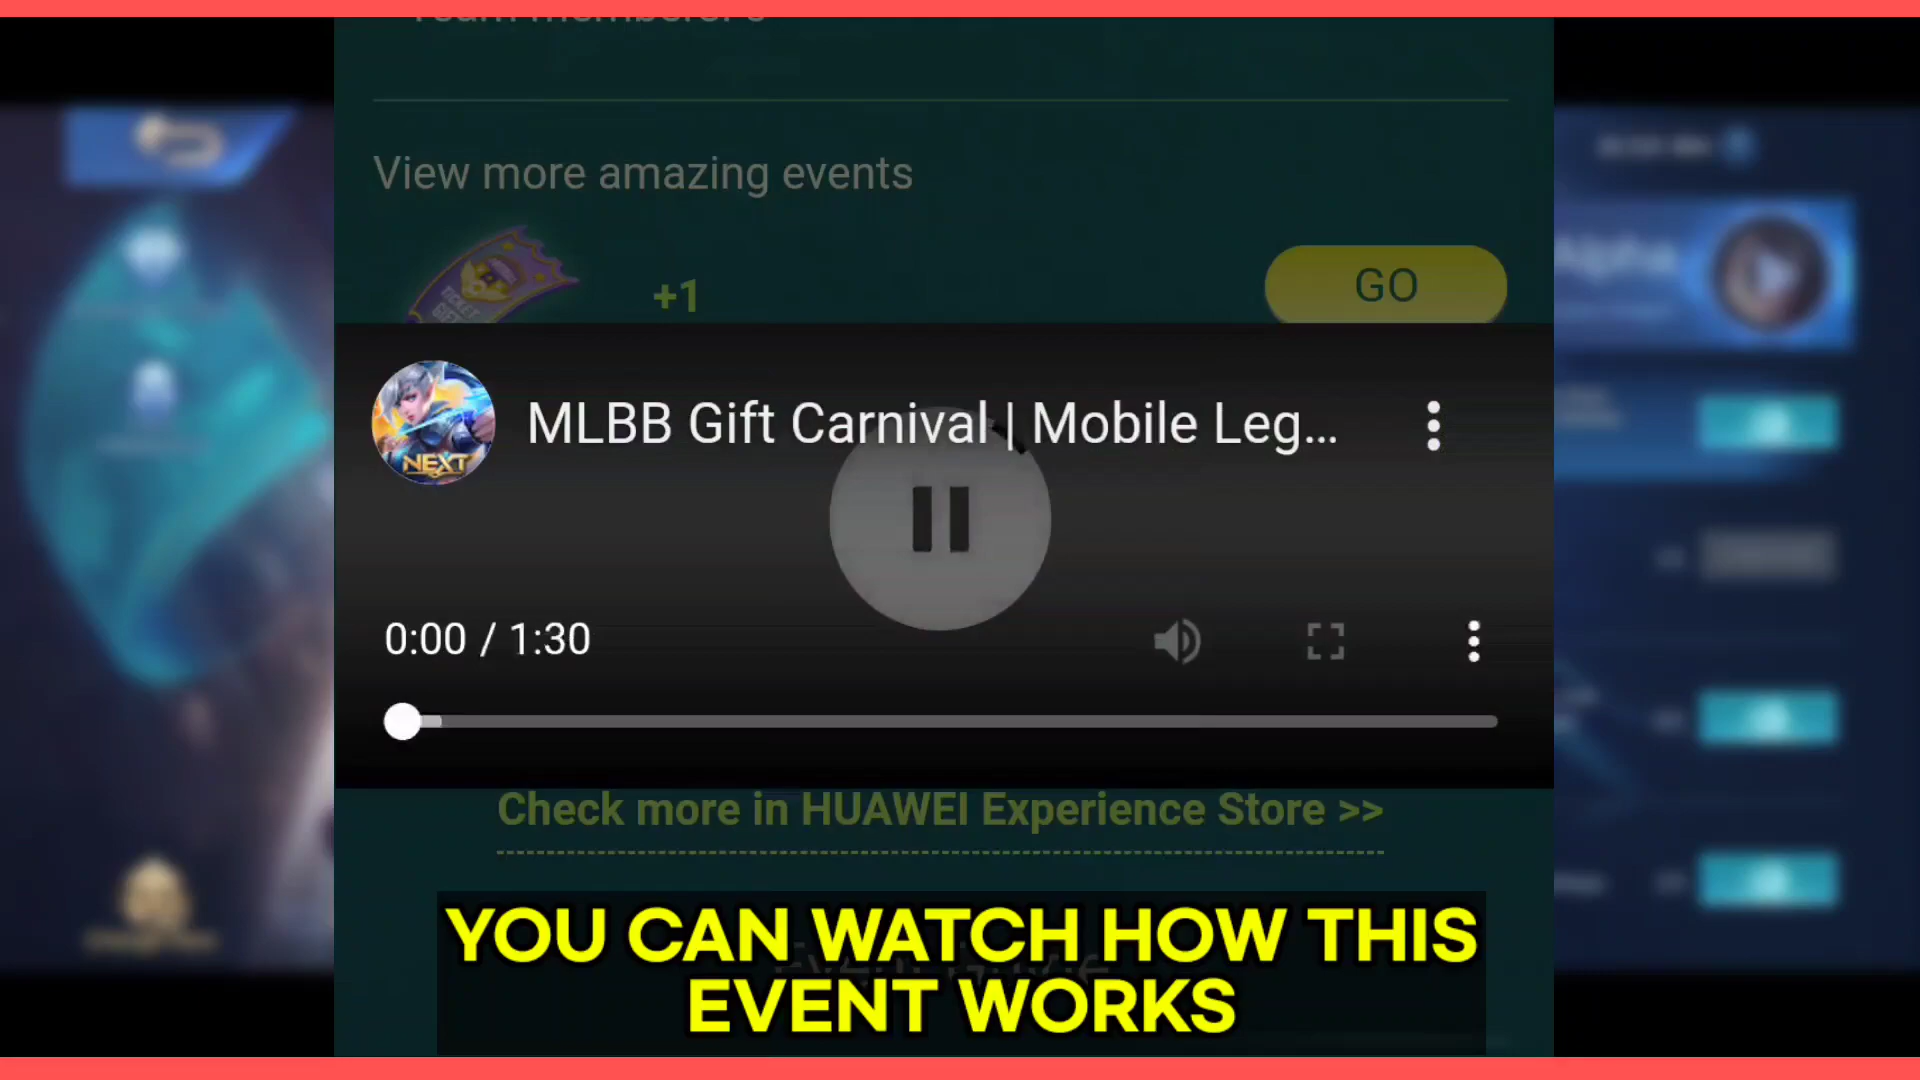 View more amazing events
TICKET
+1
GO
MLBB Gift Carnival | Mobile Leg...
NEXT
0:00 / 1:30
Check more in HUAWEI Experience Store >>
YOU CAN WATCH HOW THIS
EVENT WORKS